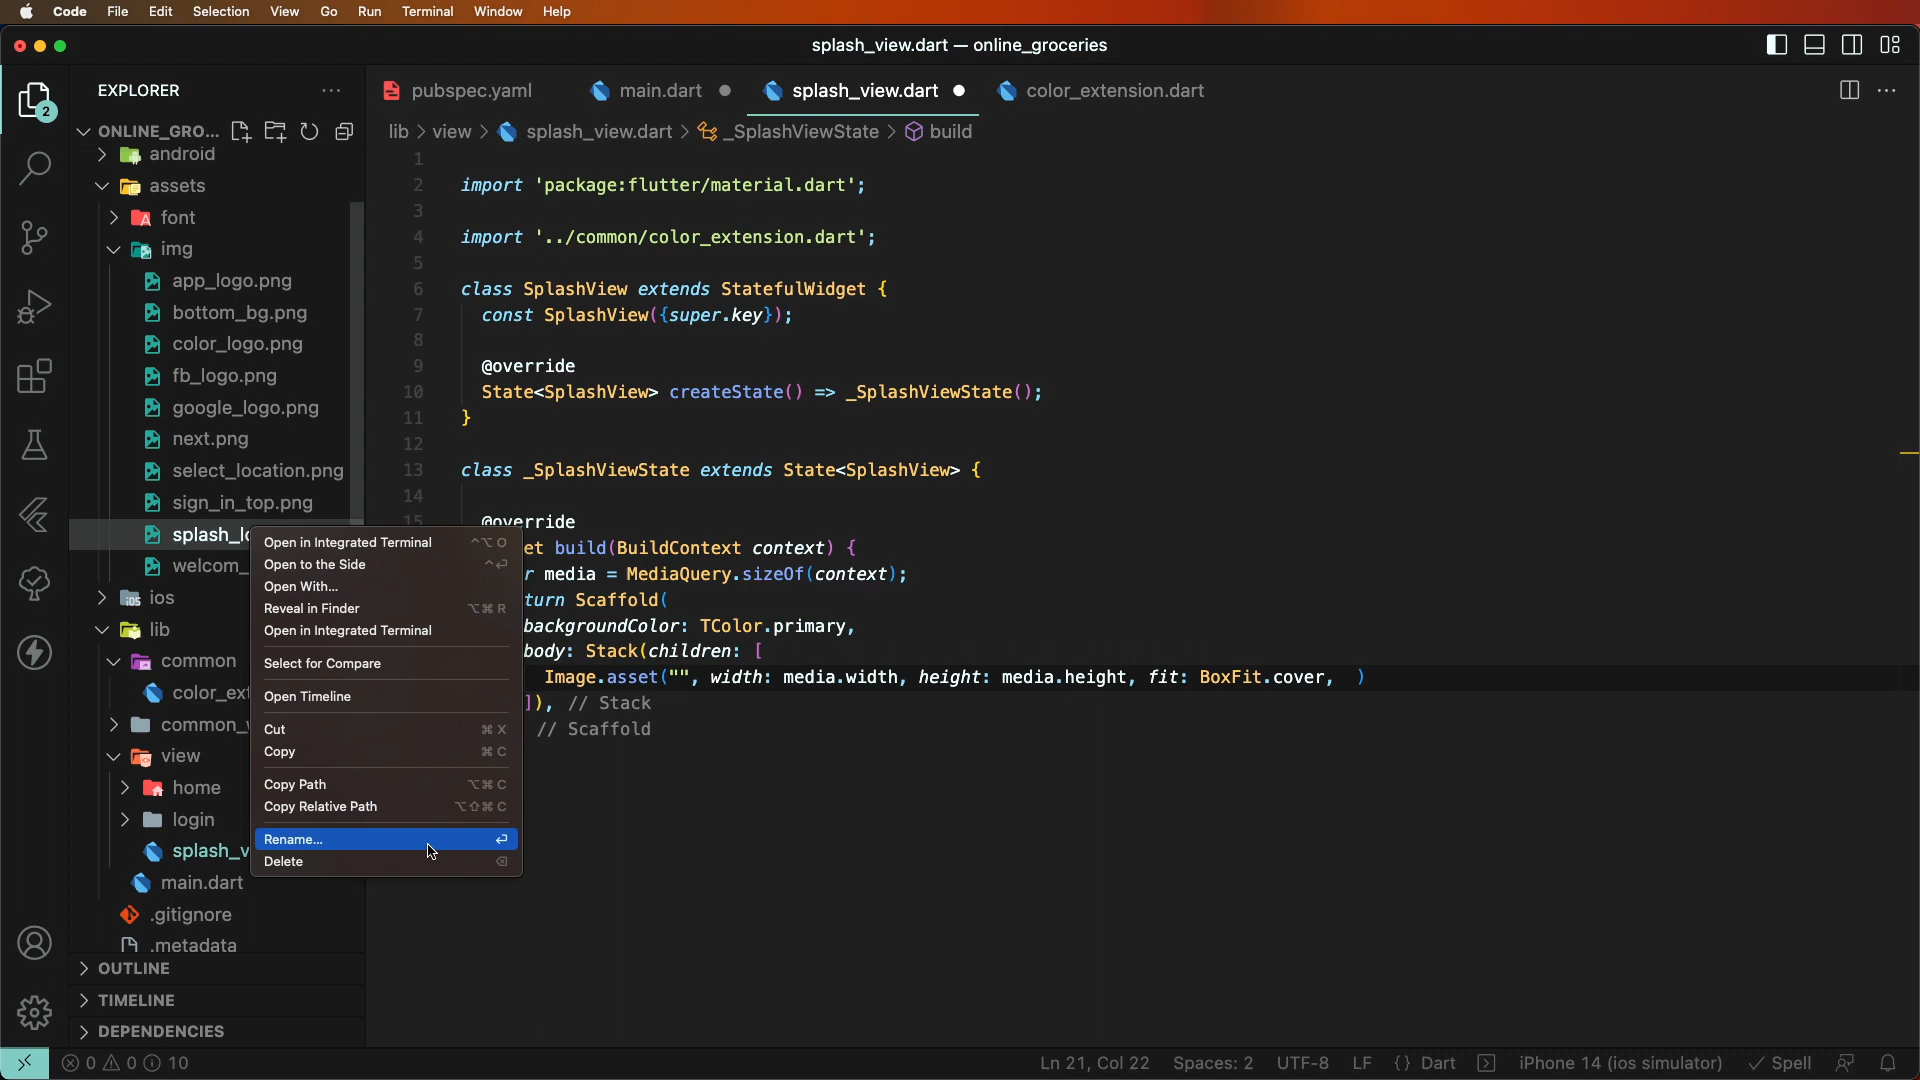 Code File Edit Selection View Go Run Terminal Window Help
splash_view.dart — online_groceries
EXPLORER
ONLINE_GRO...
android
assets
font
img
app_logo.png
bottom_bg.png
color_logo.png
fb_logo.png
google_logo.png
next.png
select_location.png
sign_in_top.png
splash_lo
welcom_
ios
lib
common
color_ext
common_w
view
home
login
splash_v
main.dart
.gitignore
.metadata
OUTLINE
TIMELINE
DEPENDENCIES
2
pubspec.yaml main.dart splash_view.dart color_extension.dart
lib > view > splash_view.dart > _SplashViewState > build
1
2 import 'package:flutter/material.dart';
3
4 import '../common/color_extension.dart';
5
6 class SplashView extends StatefulWidget {
7 const SplashView({super.key});
8
9 @override
10 State<SplashView> createState() => _SplashViewState();
11 }
12
13 class _SplashViewState extends State<SplashView> {
14
15 @override
et build(BuildContext context) {
r media = MediaQuery.sizeOf(context);
turn Scaffold(
backgroundColor: TColor.primary,
body: Stack(children: [
Image.asset("", width: media.width, height: media.height, fit: BoxFit.cover, )
]), // Stack
// Scaffold
Open in Integrated Terminal ^⌥O
Open to the Side ^⏎
Open With...
Reveal in Finder ⌥⌘R
Open in Integrated Terminal
Select for Compare
Open Timeline
Cut ⌘X
Copy ⌘C
Copy Path ⌥⌘C
Copy Relative Path ⌥⇧⌘C
Rename... ⏎
Delete ⌫
0 0 10
Ln 21, Col 22 Spaces: 2 UTF-8 LF {} Dart iPhone 14 (ios simulator) Spell